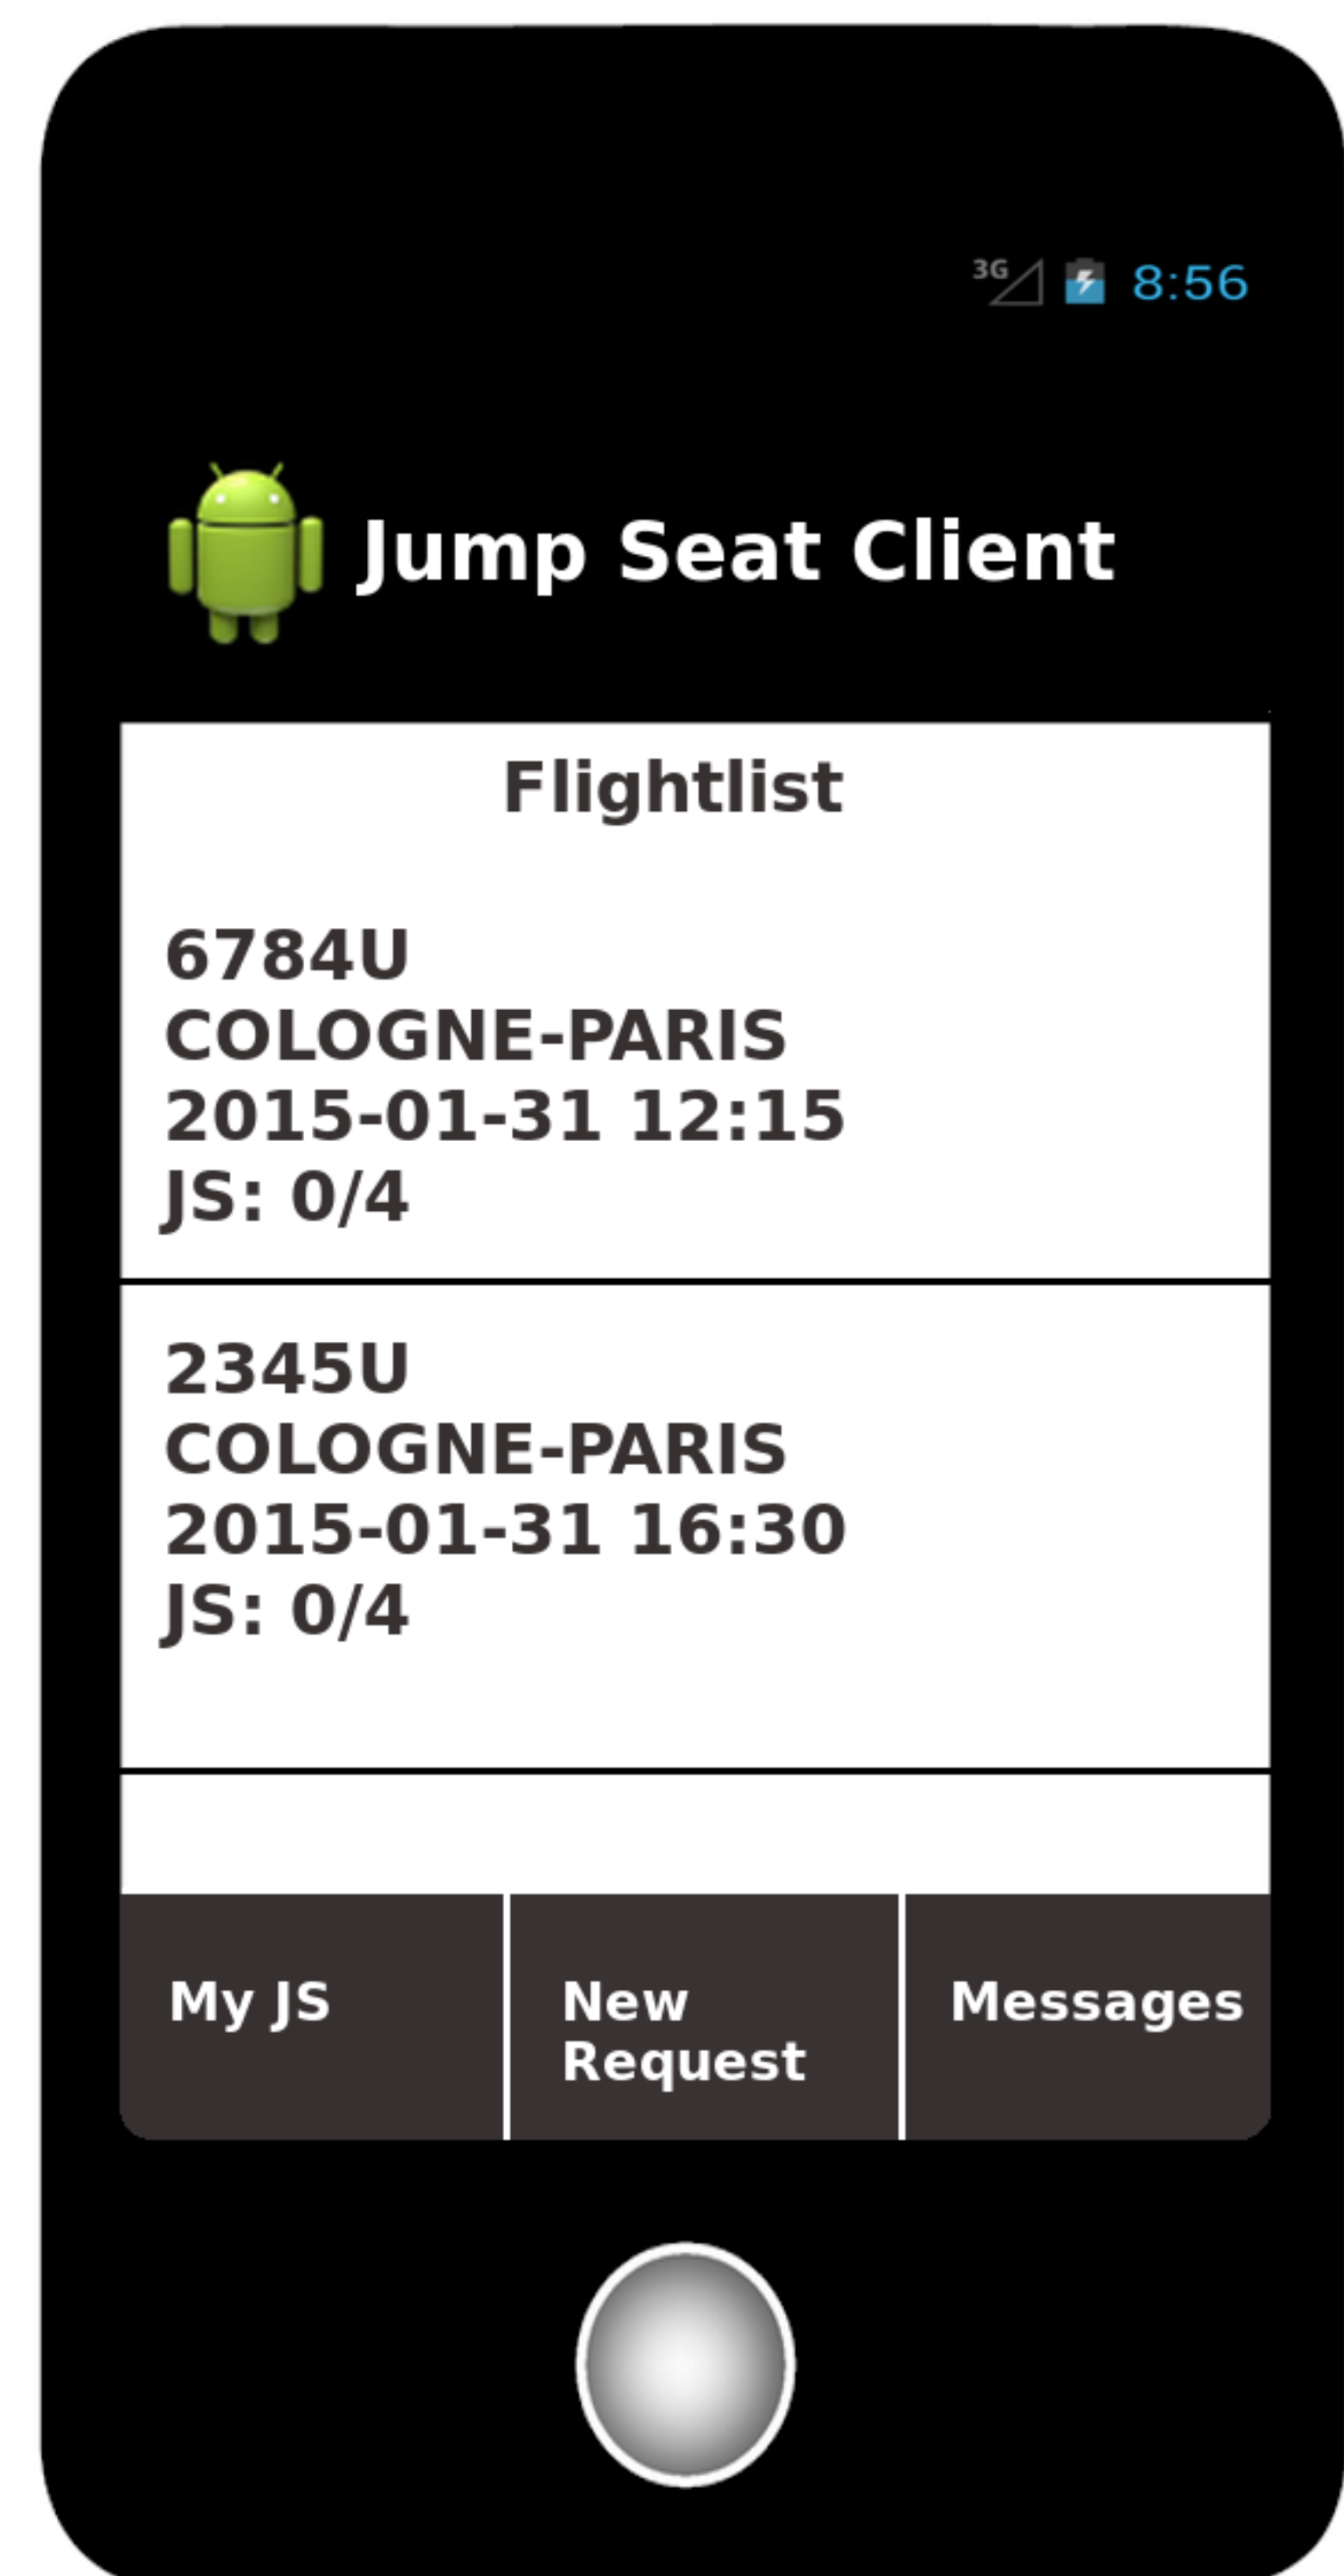 3G 8:56
Jump Seat Client
Flightlist
6784U
COLOGNE-PARIS
2015-01-31 12:15
JS: 0/4
2345U
COLOGNE-PARIS
2015-01-31 16:30
JS: 0/4
My JS
New
Request
Messages